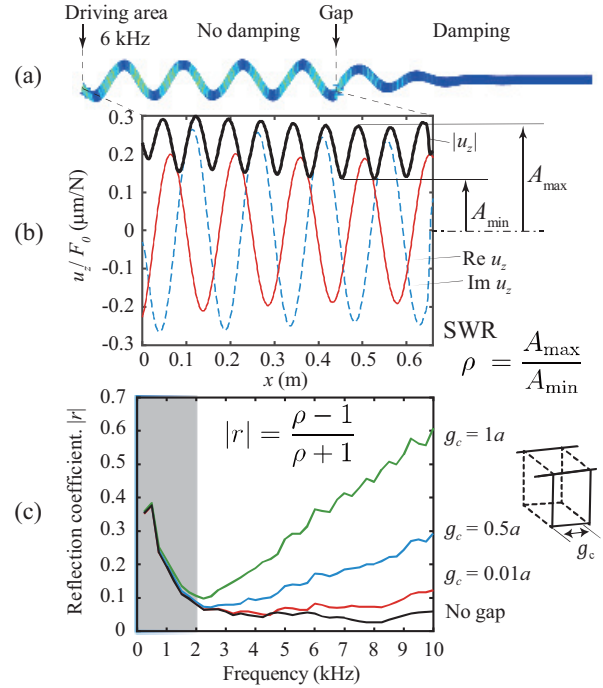 Driving area
6 kHz
No damping
Gap
Damping
(a)
0.3
0.2
0.1
0
-0.1
-0.2
-0.3
u_z / F_0 (µm/N)
(b)
|u_z|
A_max
A_min
Re u_z
Im u_z
0
0.1
0.2
0.3
0.4
0.5
0.6
x (m)
SWR
ρ = A_max / A_min
0.7
0.6
0.5
0.4
0.3
0.2
0.1
0
Reflection coefficient. |r|
(c)
|r| = ρ − 1 / ρ + 1
g_c = 1a
g_c = 0.5a
g_c = 0.01a
No gap
g_c
0 1 2 3 4 5 6 7 8 9 10
Frequency (kHz)